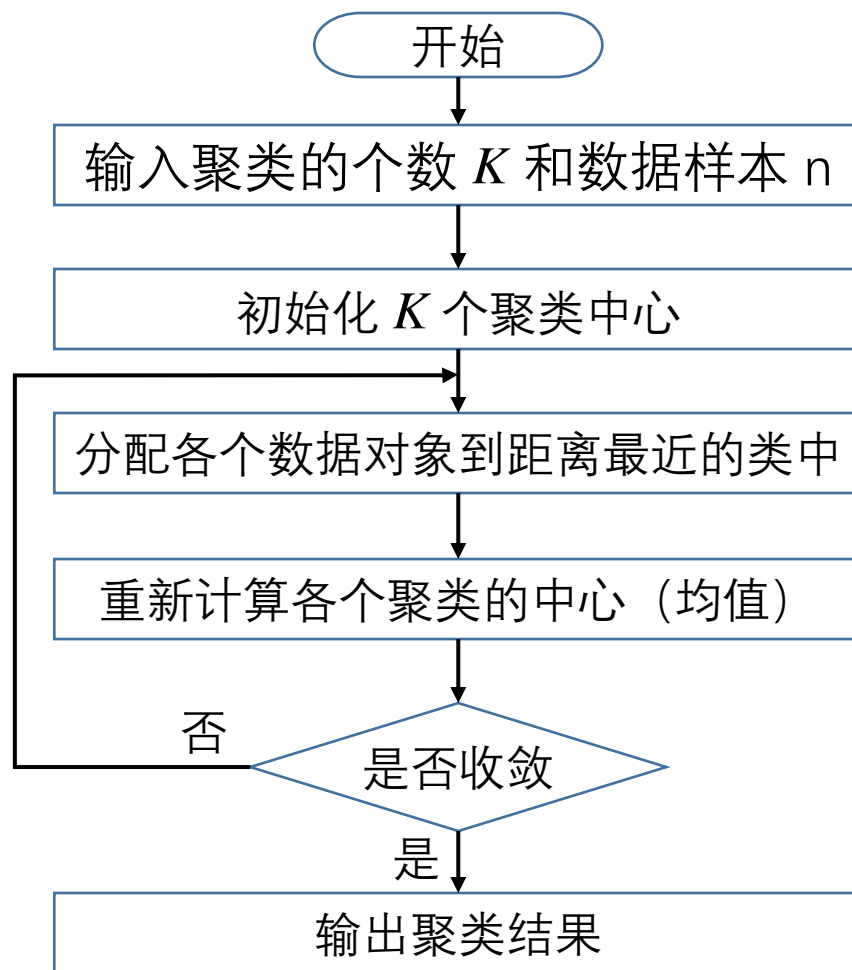 开始
输入聚类的个数 K 和数据样本 n
初始化 K 个聚类中心
分配各个数据对象到距离最近的类中
重新计算各个聚类的中心（均值）
否
是否收敛
是
输出聚类结果